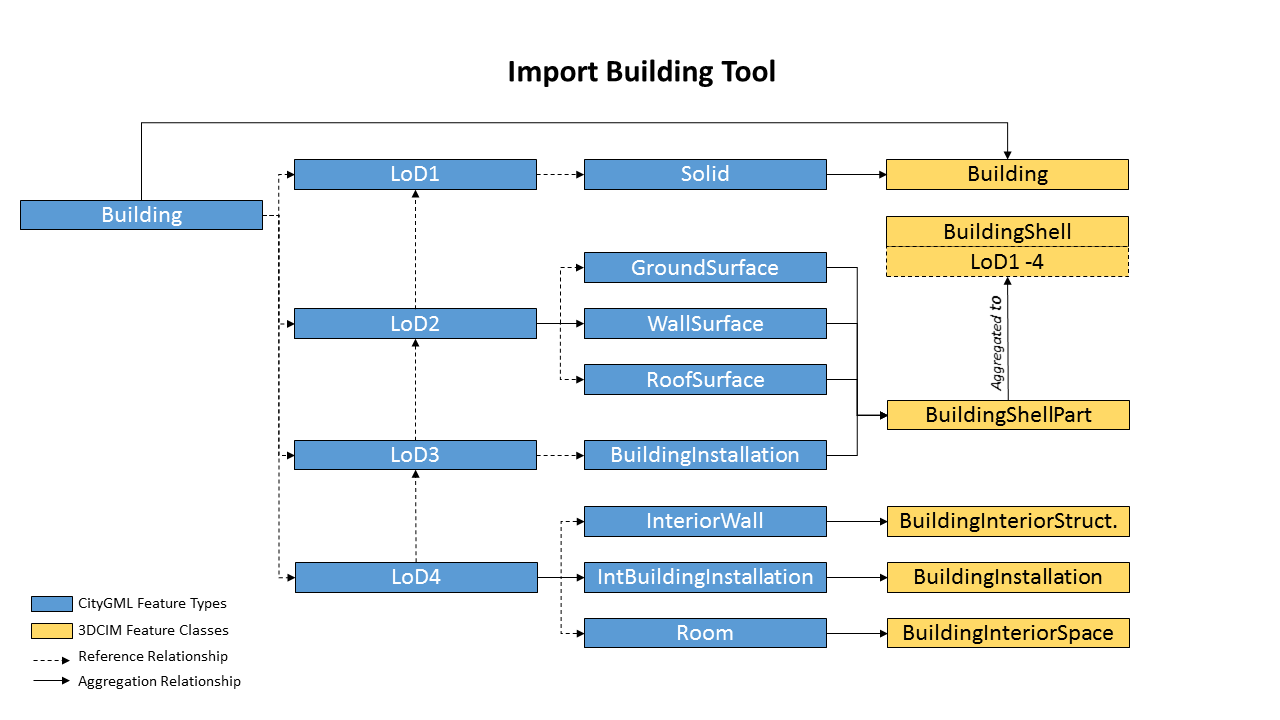 Import Building Tool
LoD1
Solid
Building
Building
BuildingShell
LoD1 -4
GroundSurface
LoD2
WallSurface
Aggregated to
RoofSurface
BuildingShellPart
LoD3
BuildingInstallation
InteriorWall
BuildingInteriorStruct.
LoD4
IntBuildingInstallation
BuildingInstallation
Room
BuildingInteriorSpace
CityGML Feature Types
3DCIM Feature Classes
Reference Relationship
Aggregation Relationship